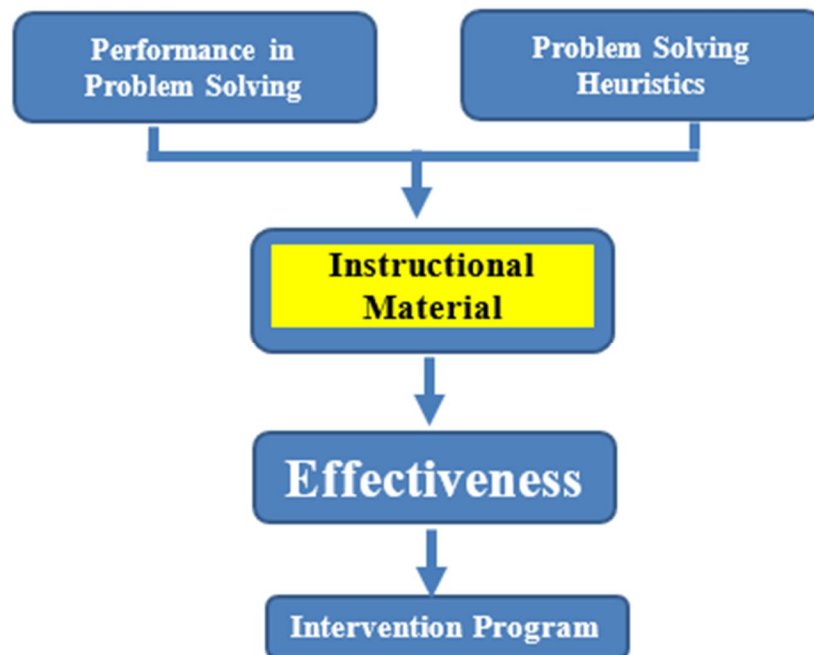 Performance in
Problem Solving
Problem Solving
Heuristics
Instructional
Material
Effectiveness
Intervention Program